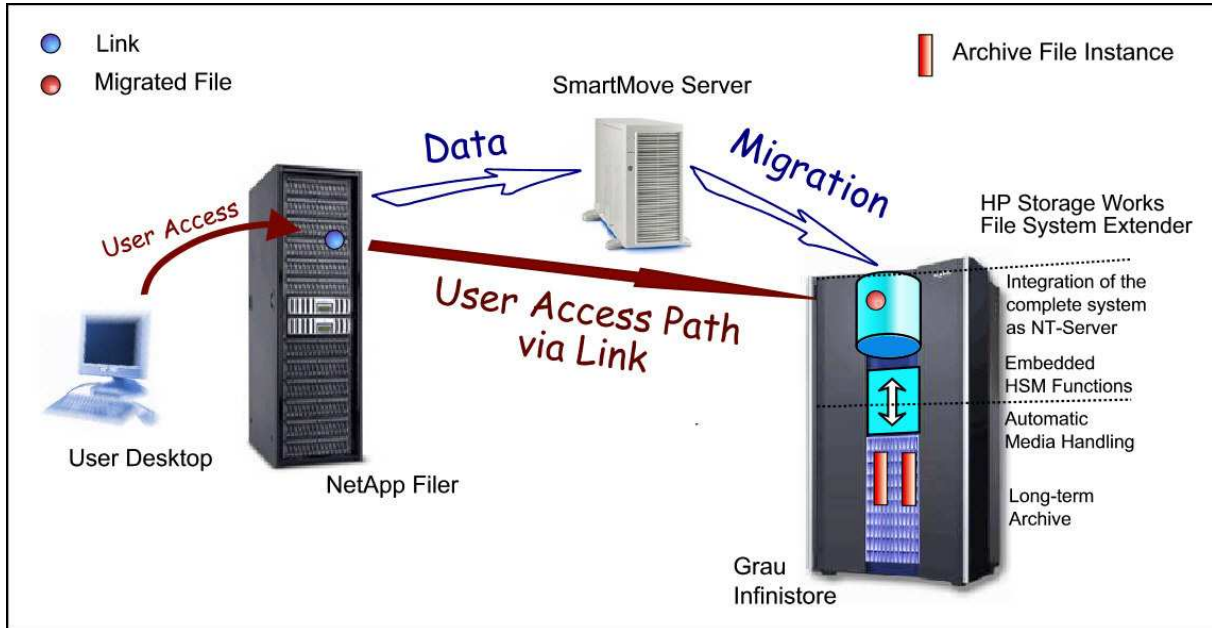 Link
Migrated File
SmartMove Server
Archive File Instance
Data
Migration
User Access
HP Storage Works
File System Extender
User Access Path
via Link
Integration of the
complete system
as NT-Server
Embedded
HSM Functions
Automatic
Media Handling
Long-term
Archive
User Desktop
NetApp Filer
Grau
Infinistore